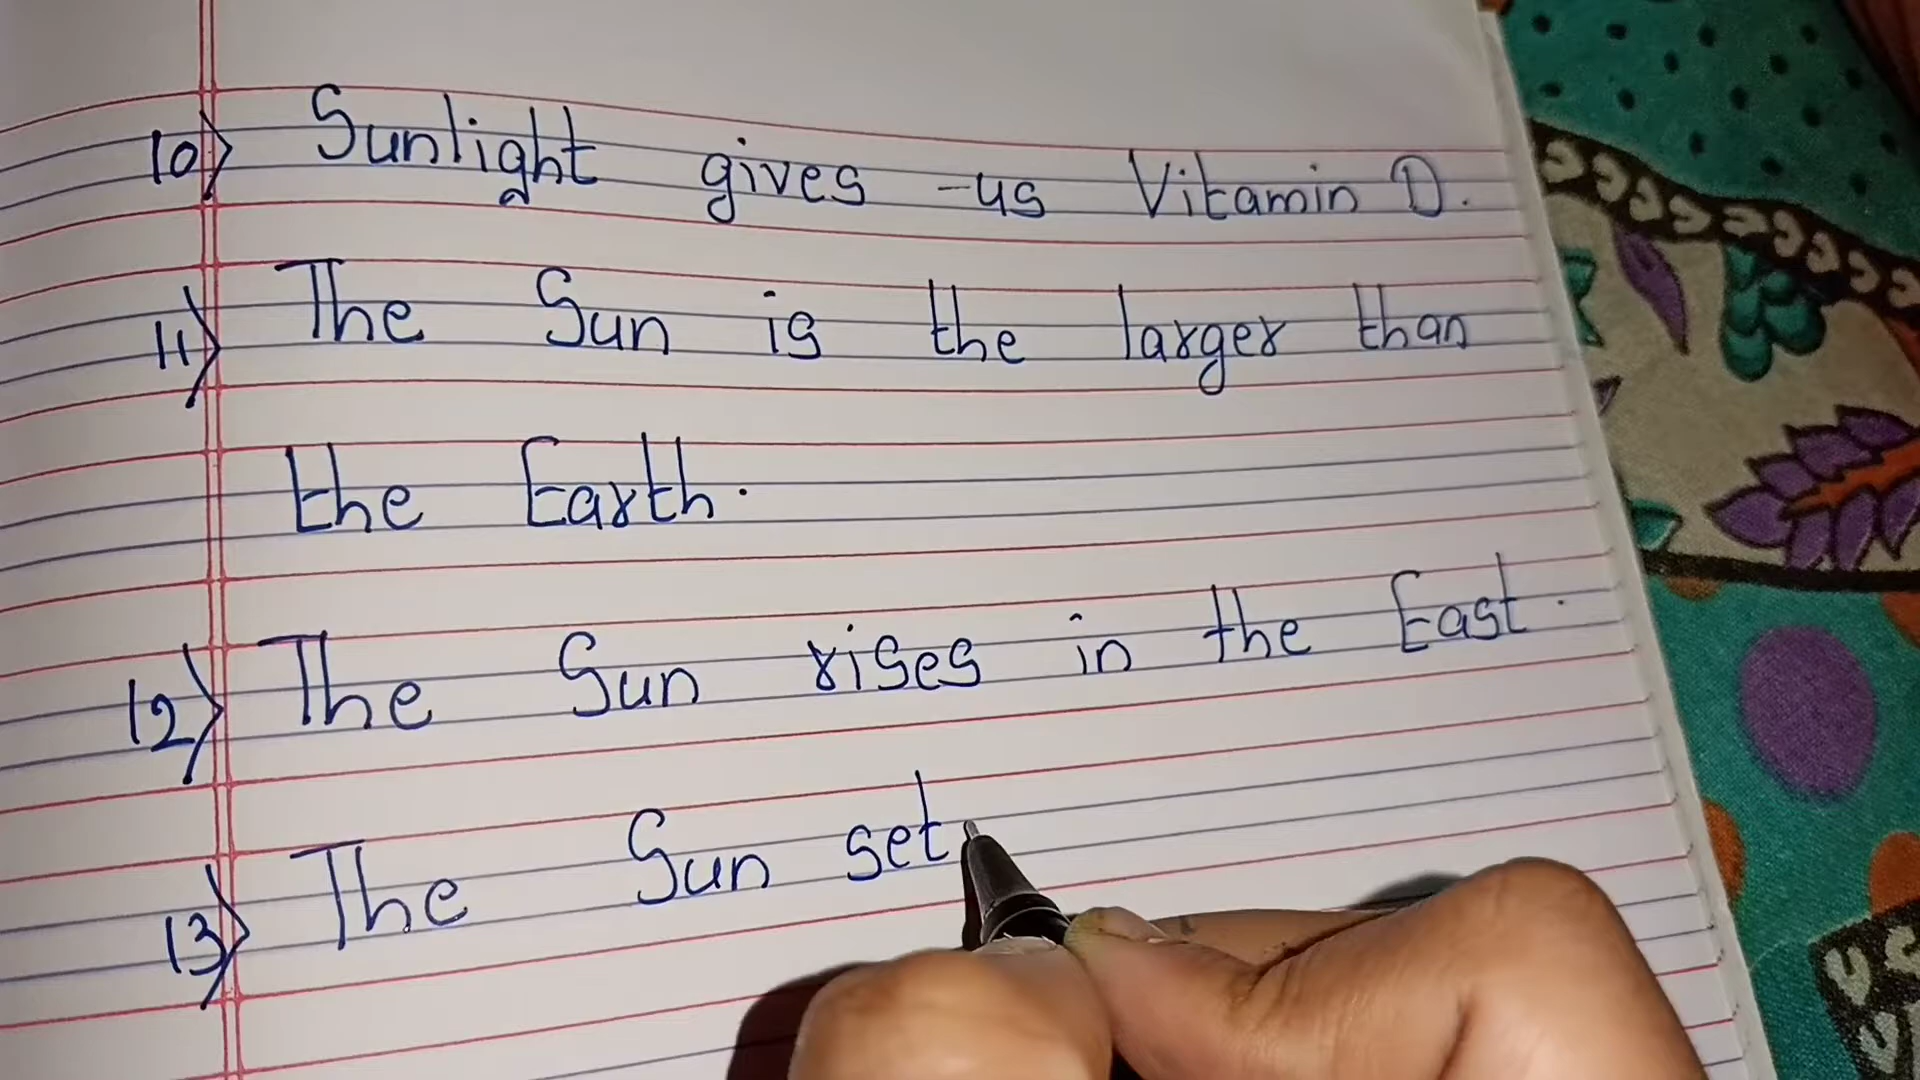 10) Sunlight gives us Vitamin D.
11) The Sun is the larger than
the Earth.
12) The Sun rises in the East.
13) The Sun set